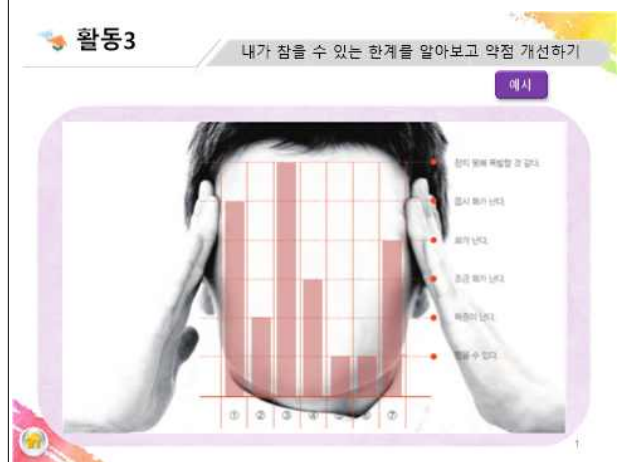 활동3
내가 참을 수 있는 한계를 알아보고 약점 개선하기
예시
참지 못해 폭발할 것 같다.
몹시 화가 난다.
화가 난다.
조금 화가 난다.
짜증이 난다.
참을 수 있다.
① ② ③ ④ ⑤ ⑥ ⑦
1